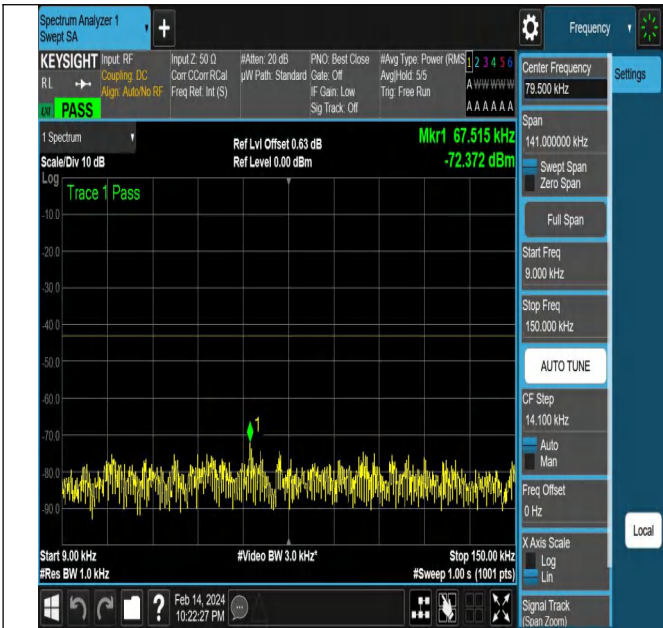 Spectrum Analyzer 1
Swept SA
Frequency
KEYSIGHT
RL
PASS
Input: RF
Coupling: DC
Align: Auto/No RF
Input Z: 50 Ω
Corr CCorr RCal
Freq Ref: Int (S)
#Atten: 20 dB
µW Path: Standard
PNO: Best Close
Gate: Off
IF Gain: Low
Sig Track: Off
#Avg Type: Power (RMS
Avg|Hold: 5/5
Trig: Free Run
1 2 3 4 5 6
A W W W W W
A A A A A A
Center Frequency
79.500 kHz
Settings
Span
141.000000 kHz
Swept Span
Zero Span
Full Span
Start Freq
9.000 kHz
Stop Freq
150.000 kHz
AUTO TUNE
CF Step
14.100 kHz
Auto
Man
Freq Offset
0 Hz
X Axis Scale
Log
Lin
Signal Track
(Span Zoom)
Local
1 Spectrum
Scale/Div 10 dB
Log
Ref Lvl Offset 0.63 dB
Ref Level 0.00 dBm
Mkr1 67.515 kHz
-72.372 dBm
Trace 1 Pass
-10.0
-20.0
-30.0
-40.0
-50.0
-60.0
-70.0
-80.0
-90.0
1
Start 9.00 kHz
#Res BW 1.0 kHz
#Video BW 3.0 kHz*
Stop 150.00 kHz
#Sweep 1.00 s (1001 pts)
?
Feb 14, 2024
10:22:27 PM